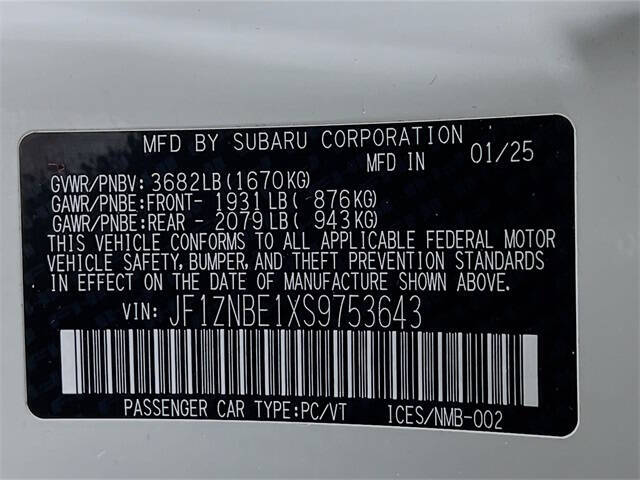 MFD BY SUBARU CORPORATION
MFD IN 01/25
GVWR/PNBV: 3682LB(1670KG)
GAWR/PNBE:FRONT- 1931LB( 876KG)
GAWR/PNBE:REAR - 2079LB( 943KG)
THIS VEHICLE CONFORMS TO ALL APPLICABLE FEDERAL MOTOR
VEHICLE SAFETY, BUMPER, AND THEFT PREVENTION STANDARDS
IN EFFECT ON THE DATE OF MANUFACTURE SHOWN ABOVE.
VIN: JF1ZNBE1XS9753643
PASSENGER CAR TYPE:PC/VT ICES/NMB-002